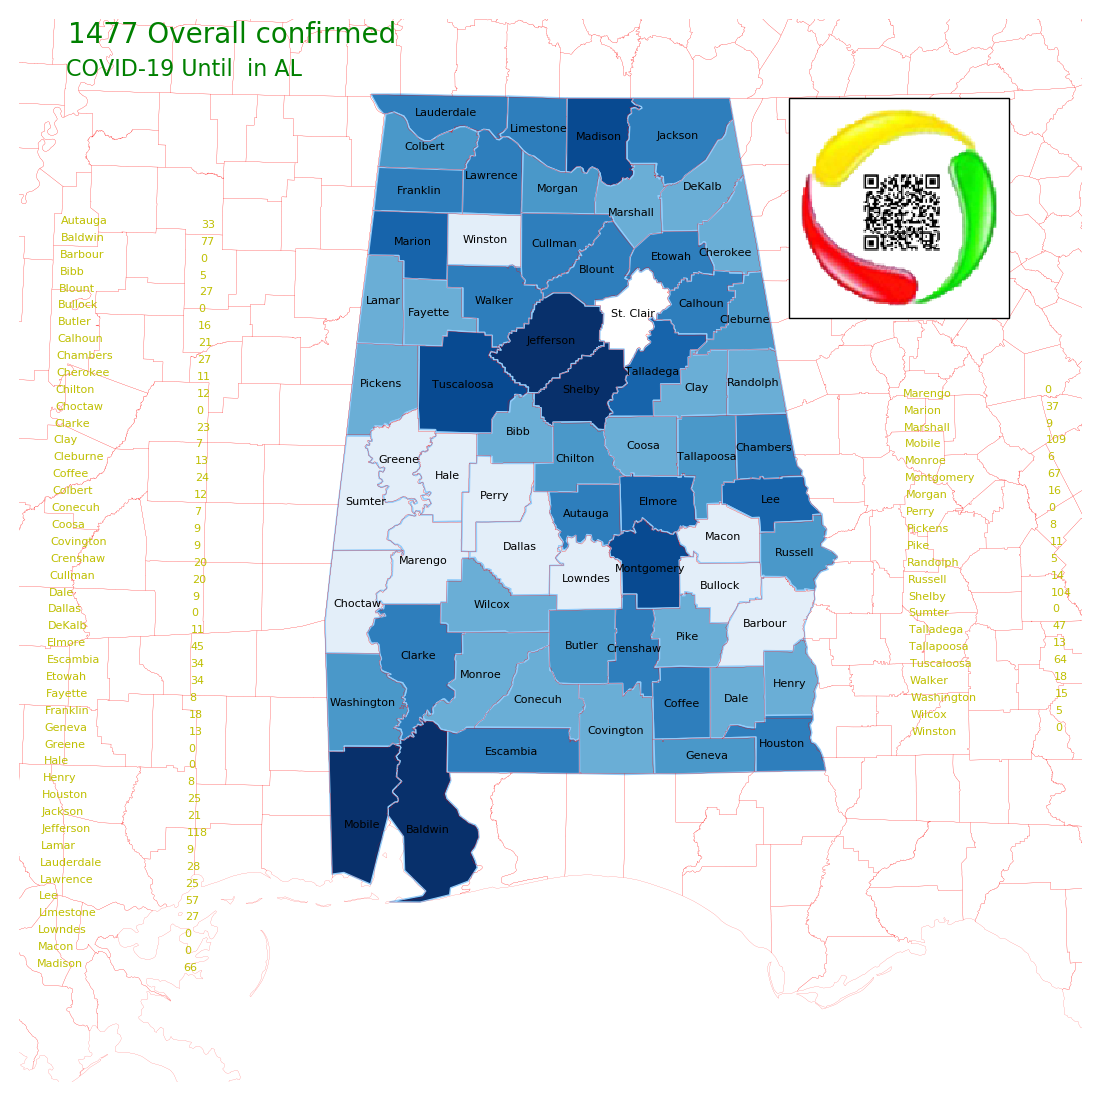 1477 Overall confirmed
COVID-19 Until  in AL
Autauga 33
Baldwin 77
Barbour 0
Bibb 5
Blount 27
Bullock 0
Butler 16
Calhoun 21
Chambers 27
Cherokee 11
Chilton 12
Choctaw 0
Clarke 23
Clay 7
Cleburne 13
Coffee 24
Colbert 12
Conecuh 7
Coosa 9
Covington 9
Crenshaw 20
Cullman 20
Dale 9
Dallas 0
DeKalb 11
Elmore 45
Escambia 34
Etowah 34
Fayette 8
Franklin 18
Geneva 13
Greene 0
Hale 0
Henry 8
Houston 25
Jackson 21
Jefferson 118
Lamar 9
Lauderdale 28
Lawrence 25
Lee 57
Limestone 27
Lowndes 0
Macon 0
Madison 66
Lauderdale
Limestone
Madison
Jackson
Colbert
Lawrence
Franklin
Morgan
DeKalb
Marshall
Marion
Winston
Cullman
Blount
Etowah
Cherokee
Lamar
Fayette
Walker
St. Clair
Calhoun
Cleburne
Jefferson
Pickens
Tuscaloosa
Shelby
Talladega
Clay
Randolph
Bibb
Chilton
Coosa
Tallapoosa
Chambers
Greene
Hale
Sumter
Perry
Autauga
Elmore
Lee
Macon
Russell
Dallas
Marengo
Lowndes
Montgomery
Bullock
Choctaw
Wilcox
Barbour
Clarke
Butler
Crenshaw
Pike
Monroe
Washington
Conecuh
Covington
Coffee
Dale
Henry
Escambia
Geneva
Houston
Mobile
Baldwin
Marengo 0
Marion 37
Marshall 9
Mobile 109
Monroe 6
Montgomery 67
Morgan 16
Perry 0
Pickens 8
Pike 11
Randolph 5
Russell 14
Shelby 104
Sumter 0
Talladega 47
Tallapoosa 13
Tuscaloosa 64
Walker 18
Washington 15
Wilcox 5
Winston 0